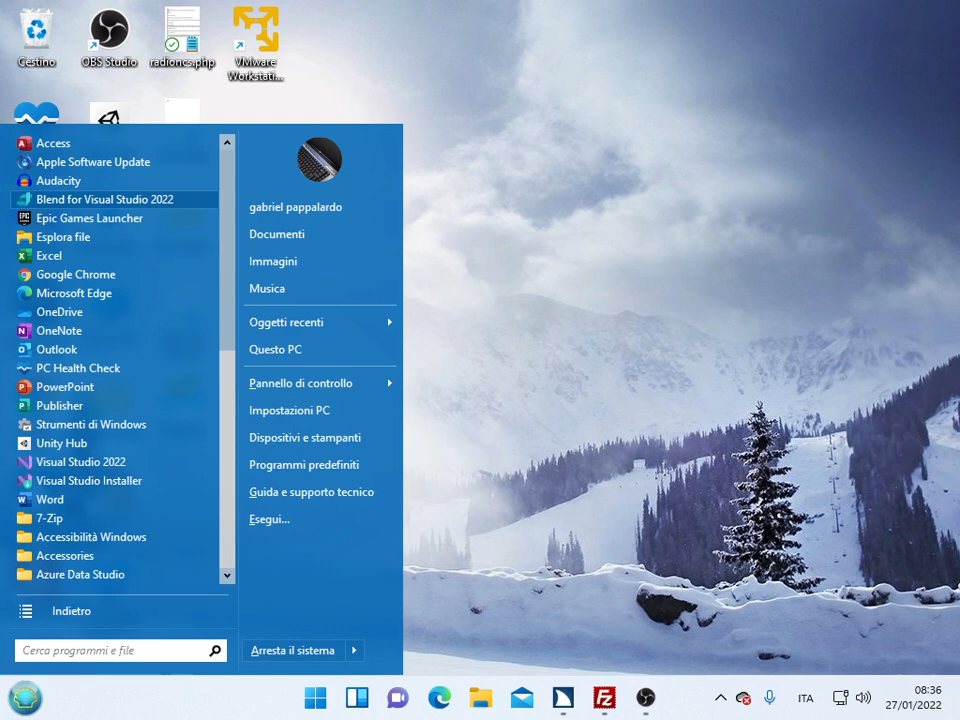 Cestino
OBS Studio
radioncs.php
VMware
Workstati...
Access
Apple Software Update
Audacity
Blend for Visual Studio 2022
Epic Games Launcher
Esplora file
Excel
Google Chrome
Microsoft Edge
OneDrive
OneNote
Outlook
PC Health Check
PowerPoint
Publisher
Strumenti di Windows
Unity Hub
Visual Studio 2022
Visual Studio Installer
Word
7-Zip
Accessibilità Windows
Accessories
Azure Data Studio
Indietro
Cerca programmi e file
gabriel pappalardo
Documenti
Immagini
Musica
Oggetti recenti
Questo PC
Pannello di controllo
Impostazioni PC
Dispositivi e stampanti
Programmi predefiniti
Guida e supporto tecnico
Esegui...
Arresta il sistema
ITA
08:36
27/01/2022